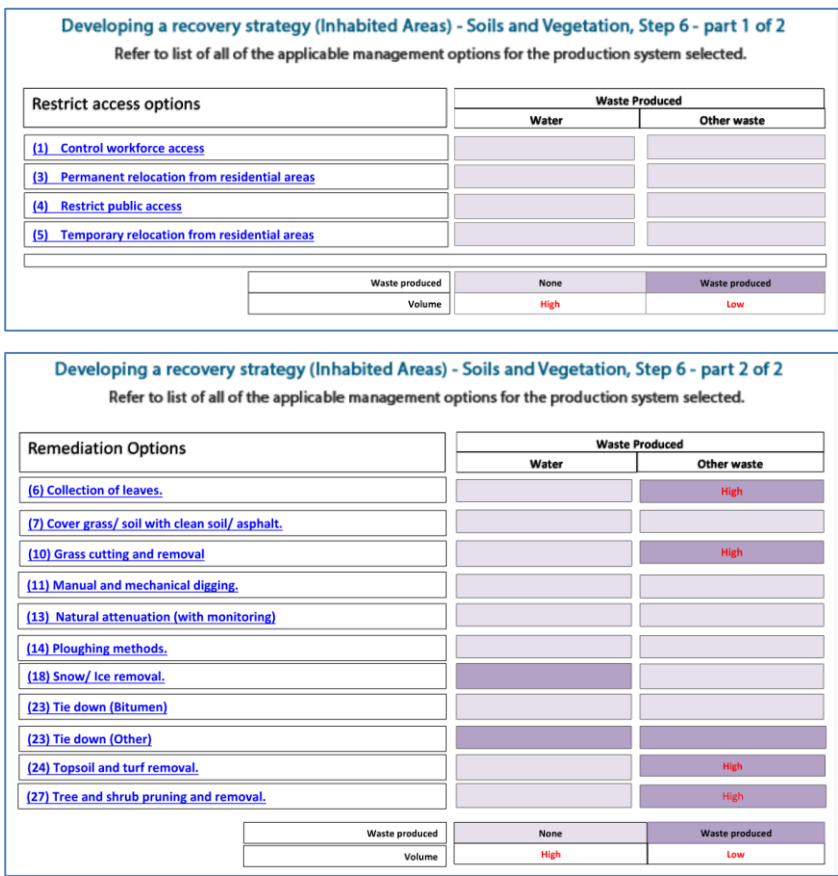 Developing a recovery strategy (Inhabited Areas) - Soils and Vegetation, Step 6 - part 1 of 2
Refer to list of all of the applicable management options for the production system selected.
Restrict access options
Waste Produced
Water Other waste
(1) Control workforce access
(3) Permanent relocation from residential areas
(4) Restrict public access
(5) Temporary relocation from residential areas
Waste produced None Waste produced
Volume High Low
Developing a recovery strategy (Inhabited Areas) - Soils and Vegetation, Step 6 - part 2 of 2
Refer to list of all of the applicable management options for the production system selected.
Remediation Options
Waste Produced
Water Other waste
(6) Collection of leaves. High
(7) Cover grass/ soil with clean soil/ asphalt.
(10) Grass cutting and removal High
(11) Manual and mechanical digging.
(13) Natural attenuation (with monitoring)
(14) Ploughing methods.
(18) Snow/ Ice removal.
(23) Tie down (Bitumen)
(23) Tie down (Other)
(24) Topsoil and turf removal. High
(27) Tree and shrub pruning and removal. High
Waste produced None Waste produced
Volume High Low